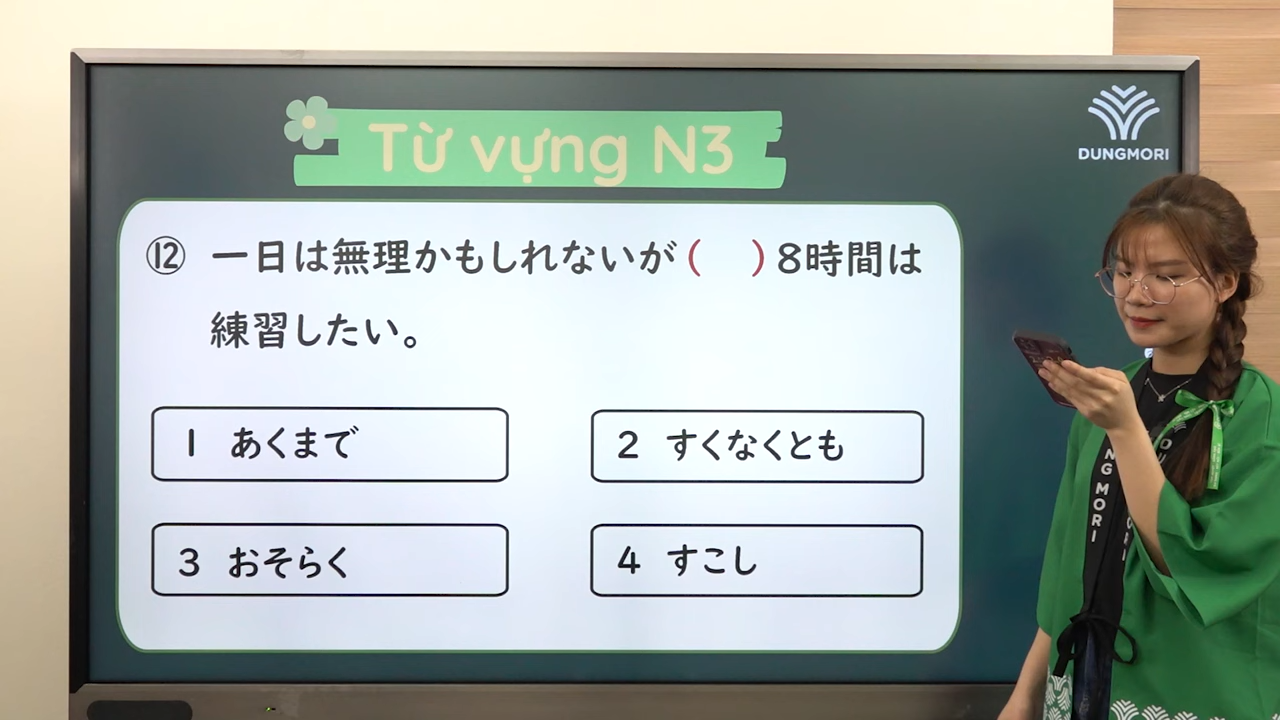 Từ vựng N3
DUNGMORI
⑫ 一日は無理かもしれないが(　)8時間は
練習したい。
1 あくまで
2 すくなくとも
3 おそらく
4 すこし
NG MORI